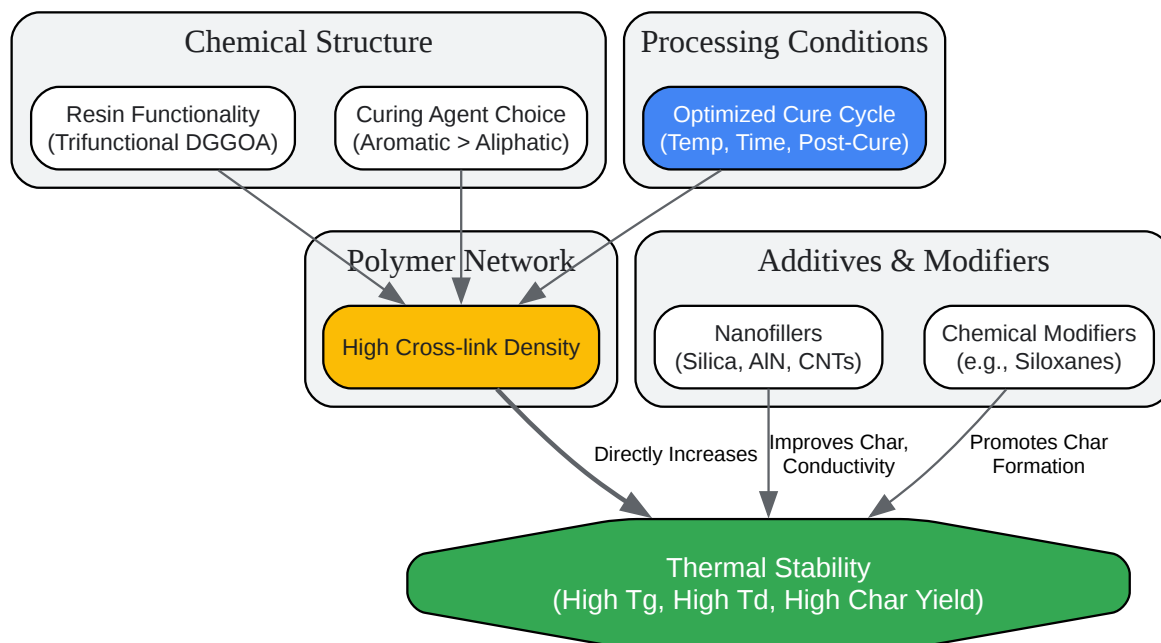 Chemical Structure
Processing Conditions
Resin Functionality
(Trifunctional DGGOA)
Curing Agent Choice
(Aromatic > Aliphatic)
Optimized Cure Cycle
(Temp, Time, Post-Cure)
Polymer Network
Additives & Modifiers
High Cross-link Density
Nanofillers
(Silica, AlN, CNTs)
Chemical Modifiers
(e.g., Siloxanes)
Directly Increases
Improves Char,
Conductivity
Promotes Char
Formation
Thermal Stability
(High Tg, High Td, High Char Yield)